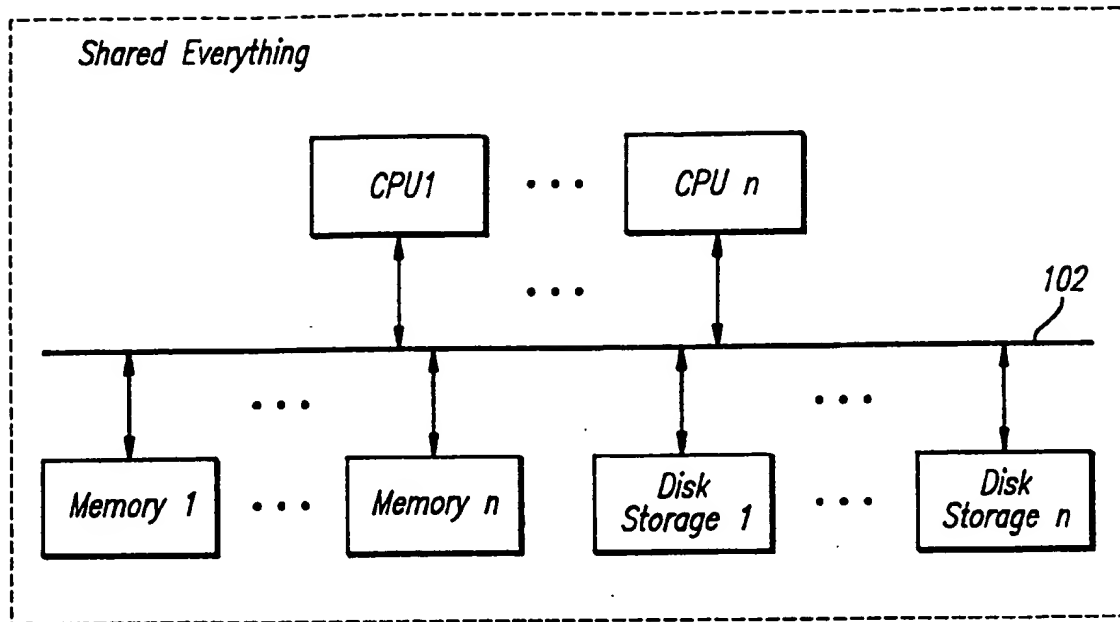 Shared Everything
CPU1
CPU n
102
Memory 1
Memory n
Disk
Storage 1
Disk
Storage n